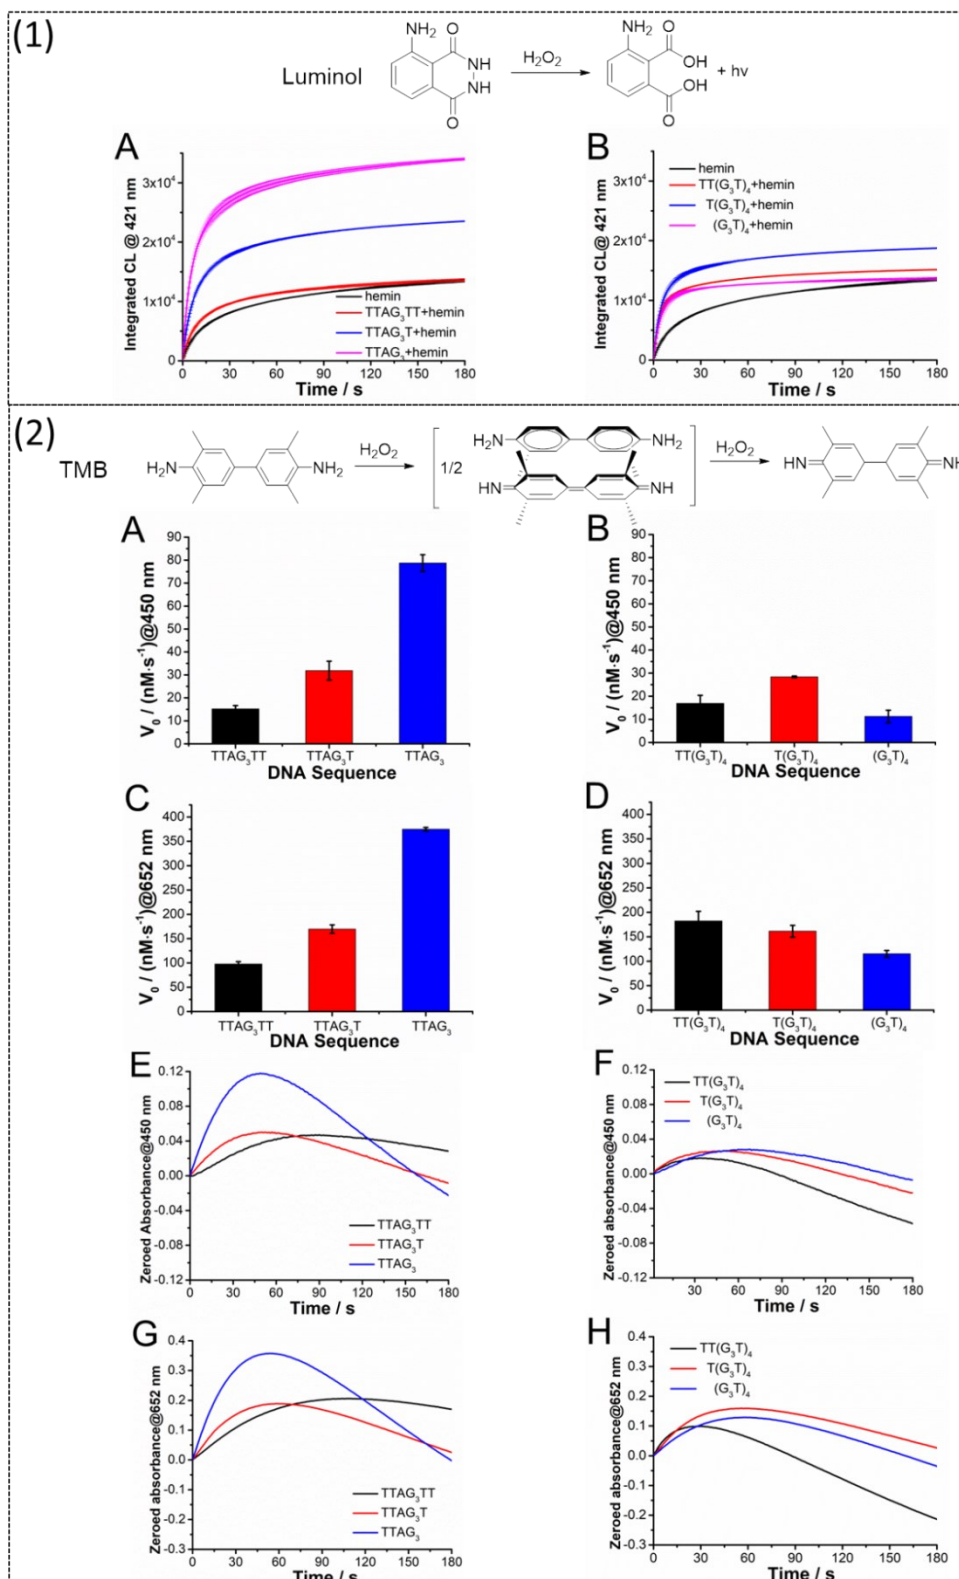 (1)
NH₂
O
NH
NH
O
Luminol
H₂O₂
NH₂
O
OH
OH
O
+ hv
A
Integrated CL @ 421 nm
3x10⁴
2x10⁴
1x10⁴
0
hemin
TTAG₃TT+hemin
TTAG₃T+hemin
TTAG₃+hemin
0 30 60 90 120 150 180
Time / s
B
Integrated CL@ 421 nm
3x10⁴
2x10⁴
1x10⁴
0
hemin
TT(G₃T)₄+hemin
T(G₃T)₄+hemin
(G₃T)₄+hemin
0 30 60 90 120 150 180
Time / s
(2)
TMB
H₂N
NH₂
H₂O₂
1/2
NH₂
NH₂
HN
NH
H₂O₂
HN
NH
A
V₀ / (nM·s⁻¹)@450 nm
90
80
70
60
50
40
30
20
10
0
TTAG₃TT TTAG₃T TTAG₃
DNA Sequence
B
V₀ / (nM·s⁻¹)@450 nm
90
80
70
60
50
40
30
20
10
0
TT(G₃T)₄ T(G₃T)₄ (G₃T)₄
DNA Sequence
C
V₀ / (nM·s⁻¹)@652 nm
400
350
300
250
200
150
100
50
0
TTAG₃TT TTAG₃T TTAG₃
DNA Sequence
D
V₀ / (nM·s⁻¹)@652 nm
400
350
300
250
200
150
100
50
0
TT(G₃T)₄ T(G₃T)₄ (G₃T)₄
DNA Sequence
E
Zeroed Absorbance@450 nm
0.12
0.08
0.04
0.00
-0.04
-0.08
-0.12
TTAG₃TT
TTAG₃T
TTAG₃
0 30 60 90 120 150 180
Time / s
F
Zeroed absorbance@450 nm
0.12
0.08
0.04
0.00
-0.04
-0.08
-0.12
TT(G₃T)₄
T(G₃T)₄
(G₃T)₄
0 30 60 90 120 150 180
Time / s
G
Zeroed absorbance@652 nm
0.4
0.3
0.2
0.1
0.0
-0.1
-0.2
-0.3
TTAG₃TT
TTAG₃T
TTAG₃
0 30 60 90 120 150 180
Time / s
H
Zeroed absorbance@652 nm
0.4
0.3
0.2
0.1
0.0
-0.1
-0.2
-0.3
TT(G₃T)₄
T(G₃T)₄
(G₃T)₄
0 30 60 90 120 150 180
Time / s